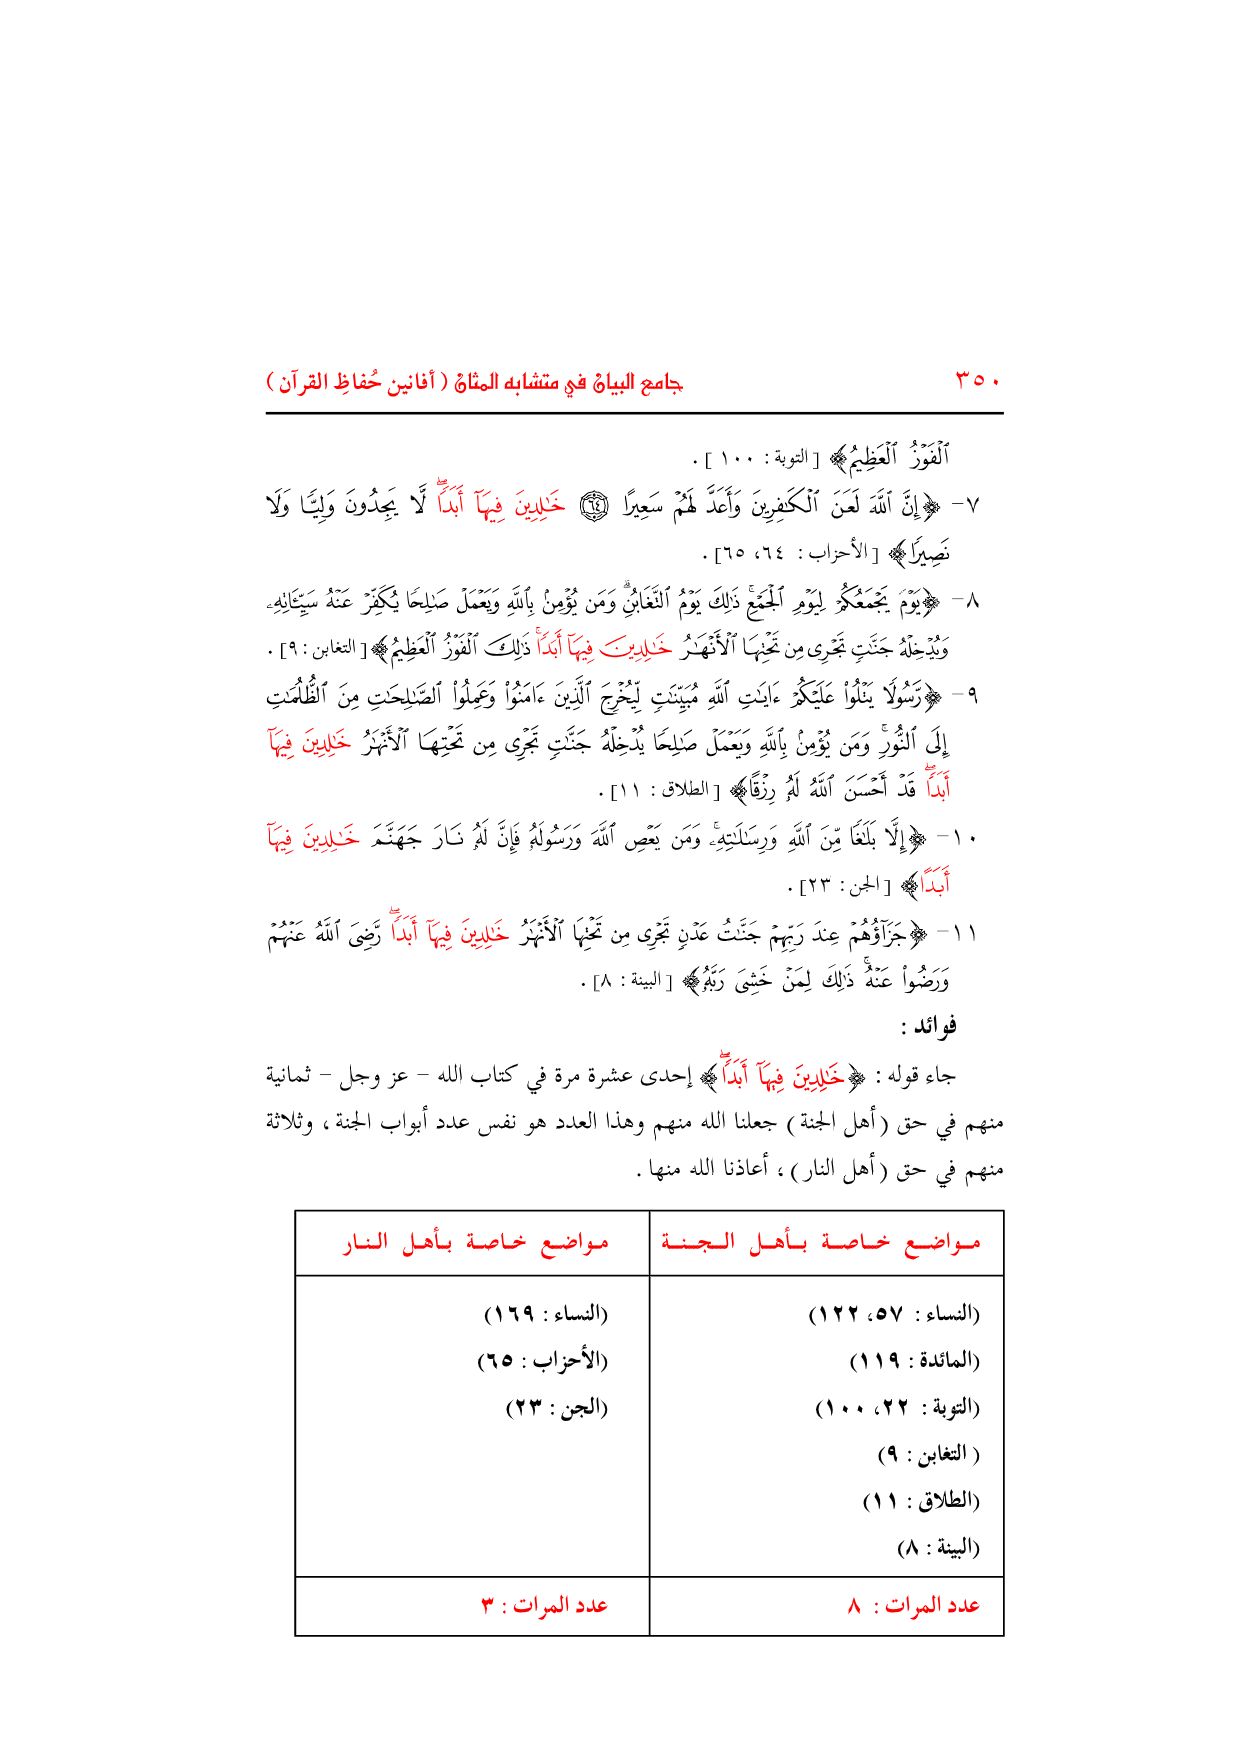 ٣٥٠ جامع البيان في متشابه المثان ( أفانين حُفاظِ القرآن )
ٱلْفَوْزُ ٱلْعَظِيمُ﴾ [ التوبة : ١٠٠ ] .
٧- ﴿إِنَّ ٱللَّهَ لَعَنَ ٱلْكَٰفِرِينَ وَأَعَدَّ لَهُمْ سَعِيرًا ٦٤ خَٰلِدِينَ فِيهَآ أَبَدًاۖ لَّا يَجِدُونَ وَلِيًّا وَلَا
نَصِيرًا﴾ [ الأحزاب : ٦٤، ٦٥] .
٨- ﴿يَوْمَ يَجْمَعُكُمْ لِيَوْمِ ٱلْجَمْعِۖ ذَٰلِكَ يَوْمُ ٱلتَّغَابُنِۗ وَمَن يُؤْمِنۢ بِٱللَّهِ وَيَعْمَلْ صَٰلِحًا يُكَفِّرْ عَنْهُ سَيِّـَٔاتِهِۦ
وَيُدْخِلْهُ جَنَّٰتٍ تَجْرِى مِن تَحْتِهَا ٱلْأَنْهَٰرُ خَٰلِدِينَ فِيهَآ أَبَدًاۚ ذَٰلِكَ ٱلْفَوْزُ ٱلْعَظِيمُ﴾ [ التغابن : ٩] .
٩- ﴿رَّسُولًا يَتْلُوا۟ عَلَيْكُمْ ءَايَٰتِ ٱللَّهِ مُبَيِّنَٰتٍ لِّيُخْرِجَ ٱلَّذِينَ ءَامَنُوا۟ وَعَمِلُوا۟ ٱلصَّٰلِحَٰتِ مِنَ ٱلظُّلُمَٰتِ
إِلَى ٱلنُّورِۚ وَمَن يُؤْمِنۢ بِٱللَّهِ وَيَعْمَلْ صَٰلِحًا يُدْخِلْهُ جَنَّٰتٍ تَجْرِى مِن تَحْتِهَا ٱلْأَنْهَٰرُ خَٰلِدِينَ فِيهَآ
أَبَدًاۖ قَدْ أَحْسَنَ ٱللَّهُ لَهُۥ رِزْقًا﴾ [ الطلاق : ١١] .
١٠- ﴿إِلَّا بَلَٰغًا مِّنَ ٱللَّهِ وَرِسَٰلَٰتِهِۦۚ وَمَن يَعْصِ ٱللَّهَ وَرَسُولَهُۥ فَإِنَّ لَهُۥ نَارَ جَهَنَّمَ خَٰلِدِينَ فِيهَآ
أَبَدًا﴾ [ الجن : ٢٣] .
١١- ﴿جَزَآؤُهُمْ عِندَ رَبِّهِمْ جَنَّٰتُ عَدْنٍ تَجْرِى مِن تَحْتِهَا ٱلْأَنْهَٰرُ خَٰلِدِينَ فِيهَآ أَبَدًاۖ رَّضِىَ ٱللَّهُ عَنْهُمْ
وَرَضُوا۟ عَنْهُۚ ذَٰلِكَ لِمَنْ خَشِىَ رَبَّهُۥ﴾ [ البينة : ٨] .
فوائد :
جاء قوله : ﴿خَٰلِدِينَ فِيهَآ أَبَدًاۖ﴾ إحدى عشرة مرة في كتاب الله – عز وجل – ثمانية
منهم في حق ( أهل الجنة ) جعلنا الله منهم وهذا العدد هو نفس عدد أبواب الجنة ، وثلاثة
منهم في حق ( أهل النار ) ، أعاذنا الله منها .
مواضع خاصة بأهل الجنة مواضع خاصة بأهل النار
(النساء : ٥٧، ١٢٢) (النساء : ١٦٩)
(المائدة : ١١٩) (الأحزاب : ٦٥)
(التوبة : ٢٢، ١٠٠) (الجن : ٢٣)
( التغابن : ٩)
(الطلاق : ١١)
(البينة : ٨)
عدد المرات : ٨ عدد المرات : ٣